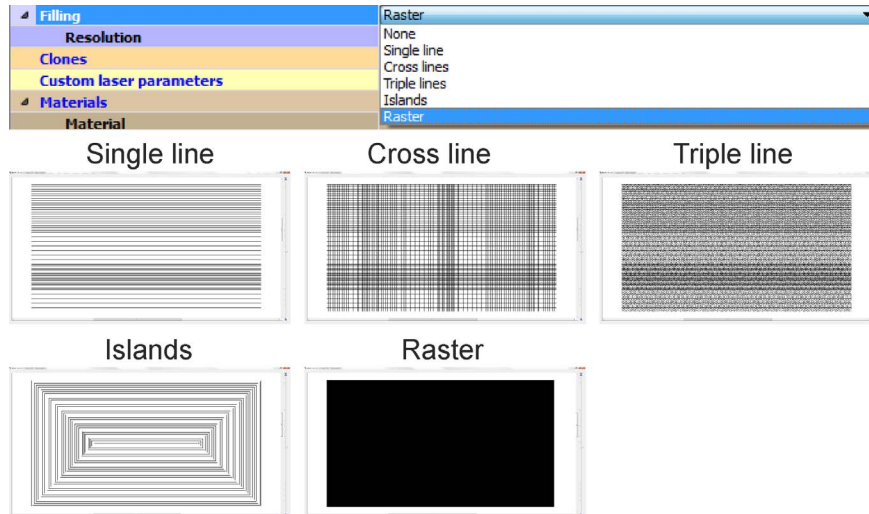 Filling Raster
Resolution None
Single line
Clones Cross lines
Custom laser parameters Triple lines
Materials Islands
Material Raster
Single line Cross line Triple line
Islands Raster